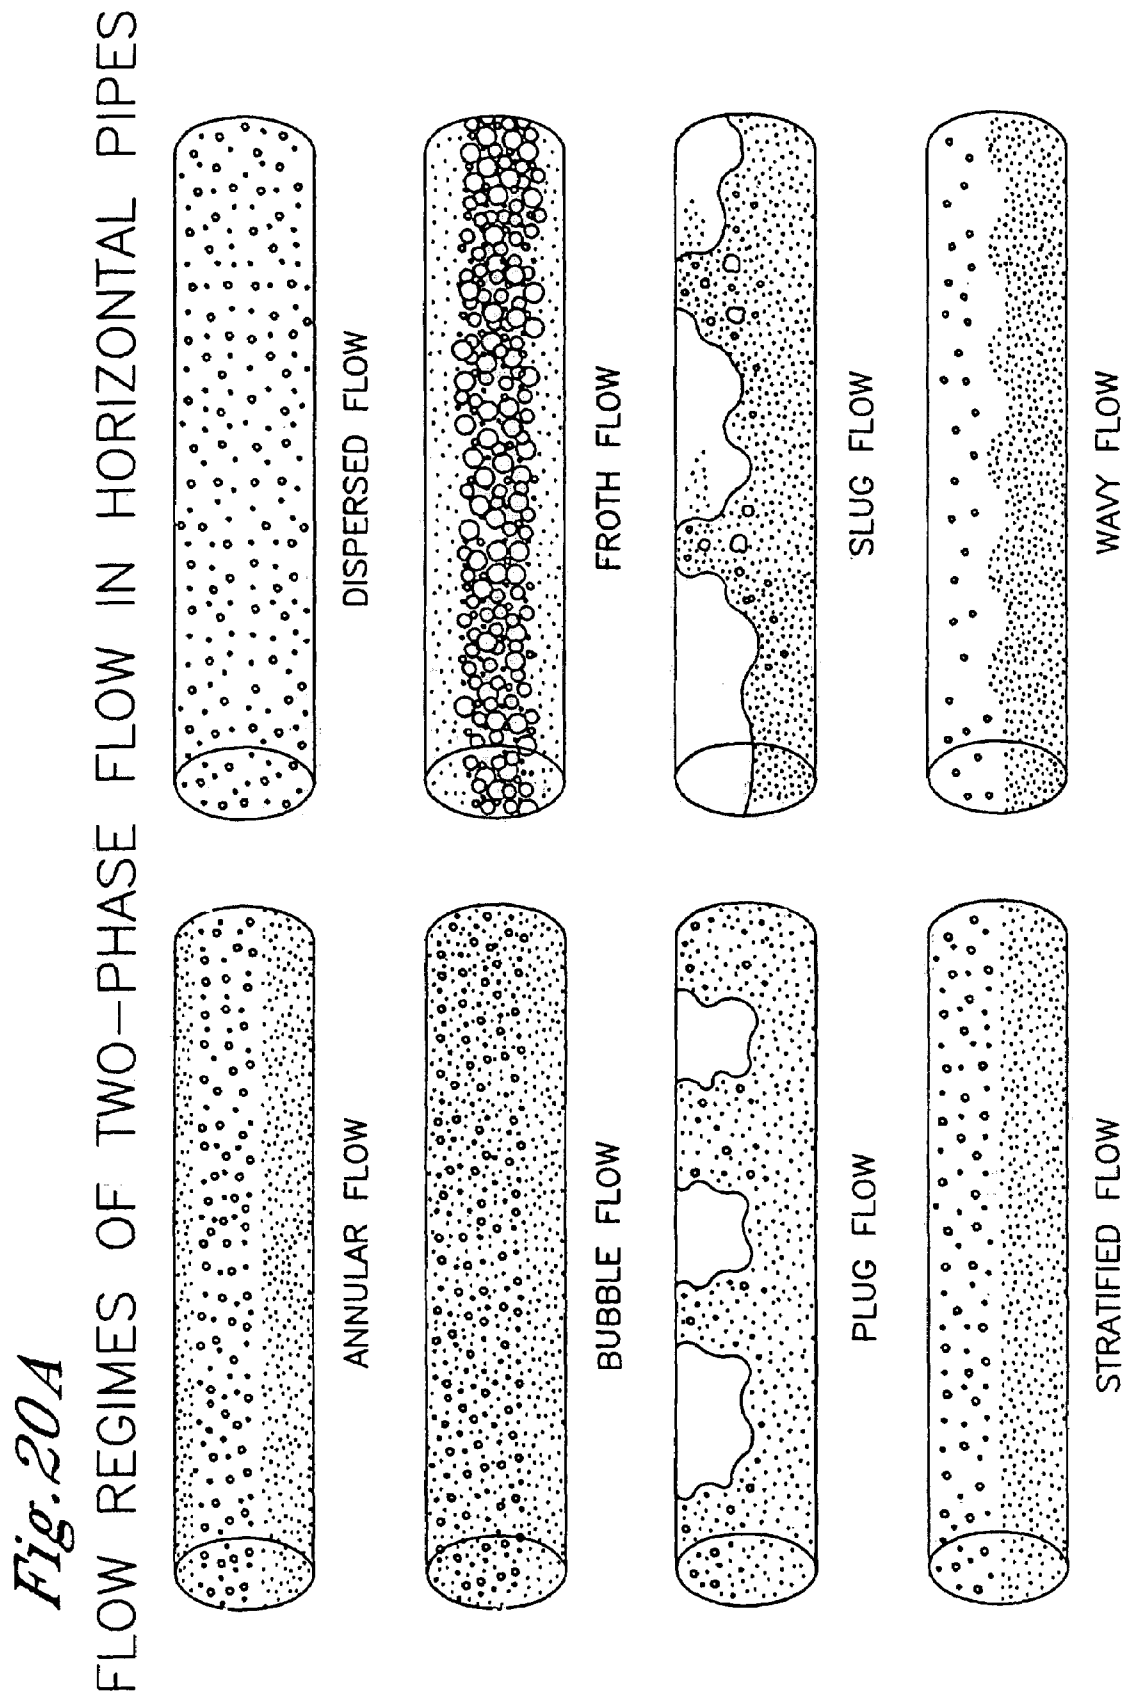 Fig. 20A
FLOW REGIMES OF TWO-PHASE FLOW IN HORIZONTAL PIPES
ANNULAR FLOW
DISPERSED FLOW
BUBBLE FLOW
FROTH FLOW
PLUG FLOW
SLUG FLOW
STRATIFIED FLOW
WAVY FLOW